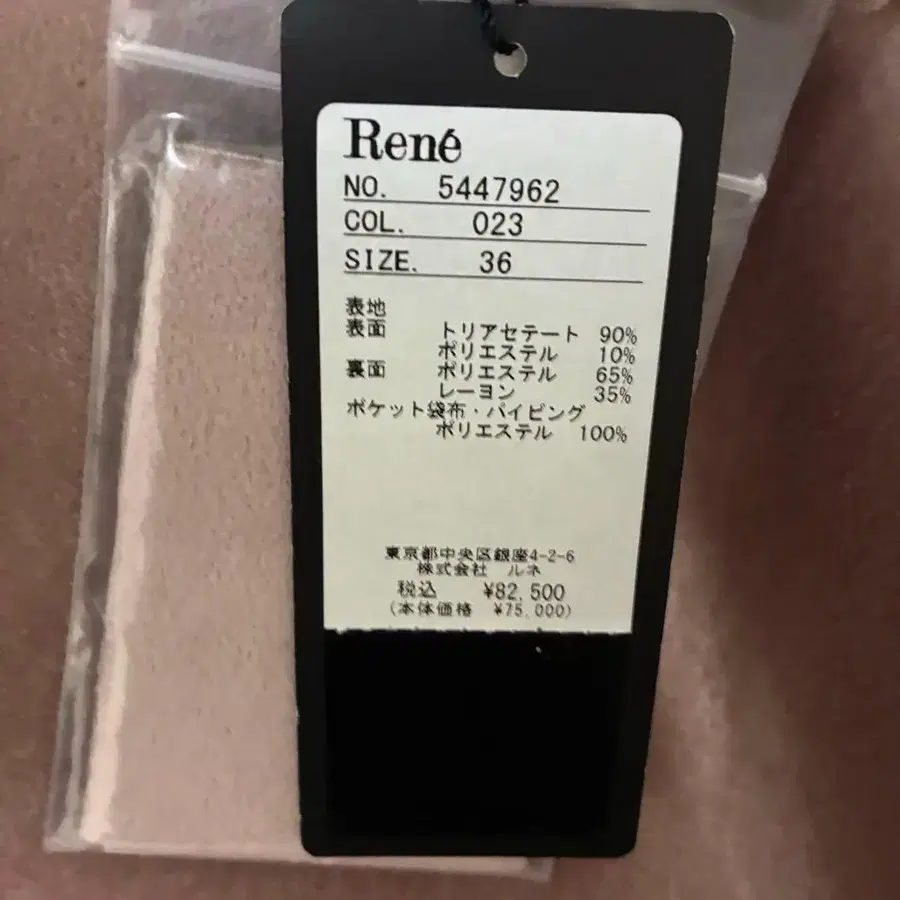 René
NO. 5447962
COL. 023
SIZE. 36
表地
表面 トリアセテート 90%
ポリエステル 10%
裏面 ポリエステル 65%
レーヨン 35%
ポケット袋布・パイピング
ポリエステル 100%
東京都中央区銀座4-2-6
株式会社 ルネ
税込 ¥82,500
(本体価格 ¥75,000)